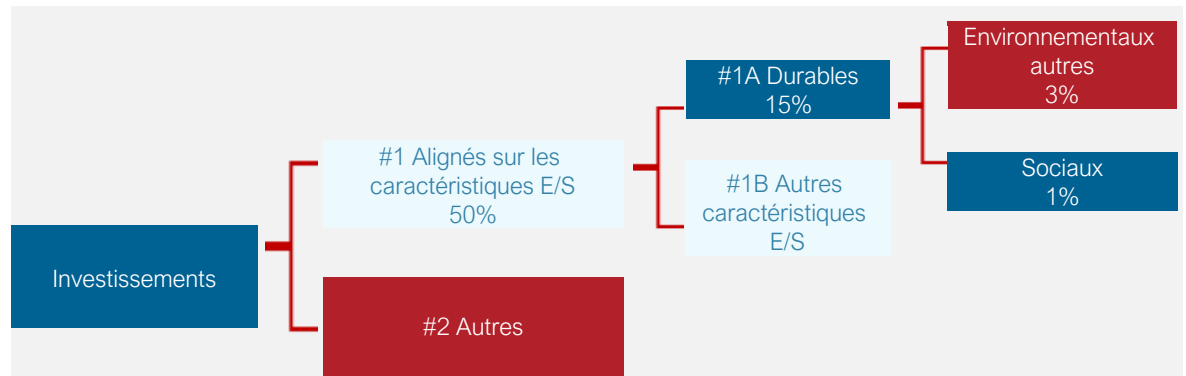 Investissements
#1 Alignés sur les
caractéristiques E/S
50%
#2 Autres
#1A Durables
15%
#1B Autres
caractéristiques
E/S
Environnementaux
autres
3%
Sociaux
1%